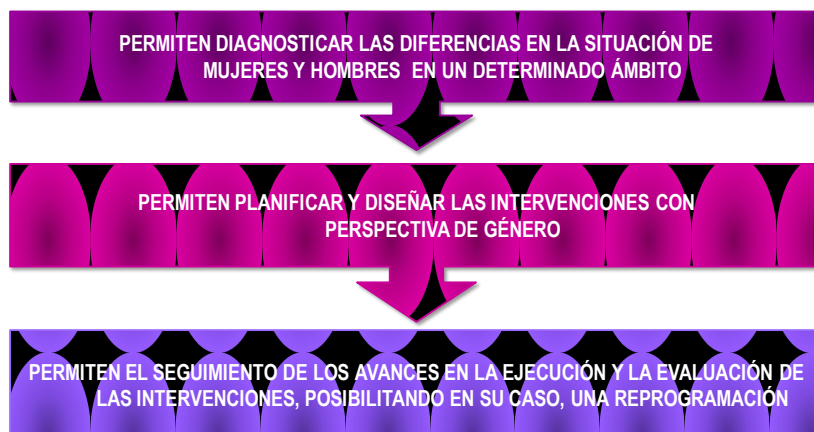 PERMITEN DIAGNOSTICAR LAS DIFERENCIAS EN LA SITUACIÓN DE
MUJERES Y HOMBRES EN UN DETERMINADO ÁMBITO
PERMITEN PLANIFICAR Y DISEÑAR LAS INTERVENCIONES CON
PERSPECTIVA DE GÉNERO
PERMITEN EL SEGUIMIENTO DE LOS AVANCES EN LA EJECUCIÓN Y LA EVALUACIÓN DE
LAS INTERVENCIONES, POSIBILITANDO EN SU CASO, UNA REPROGRAMACIÓN